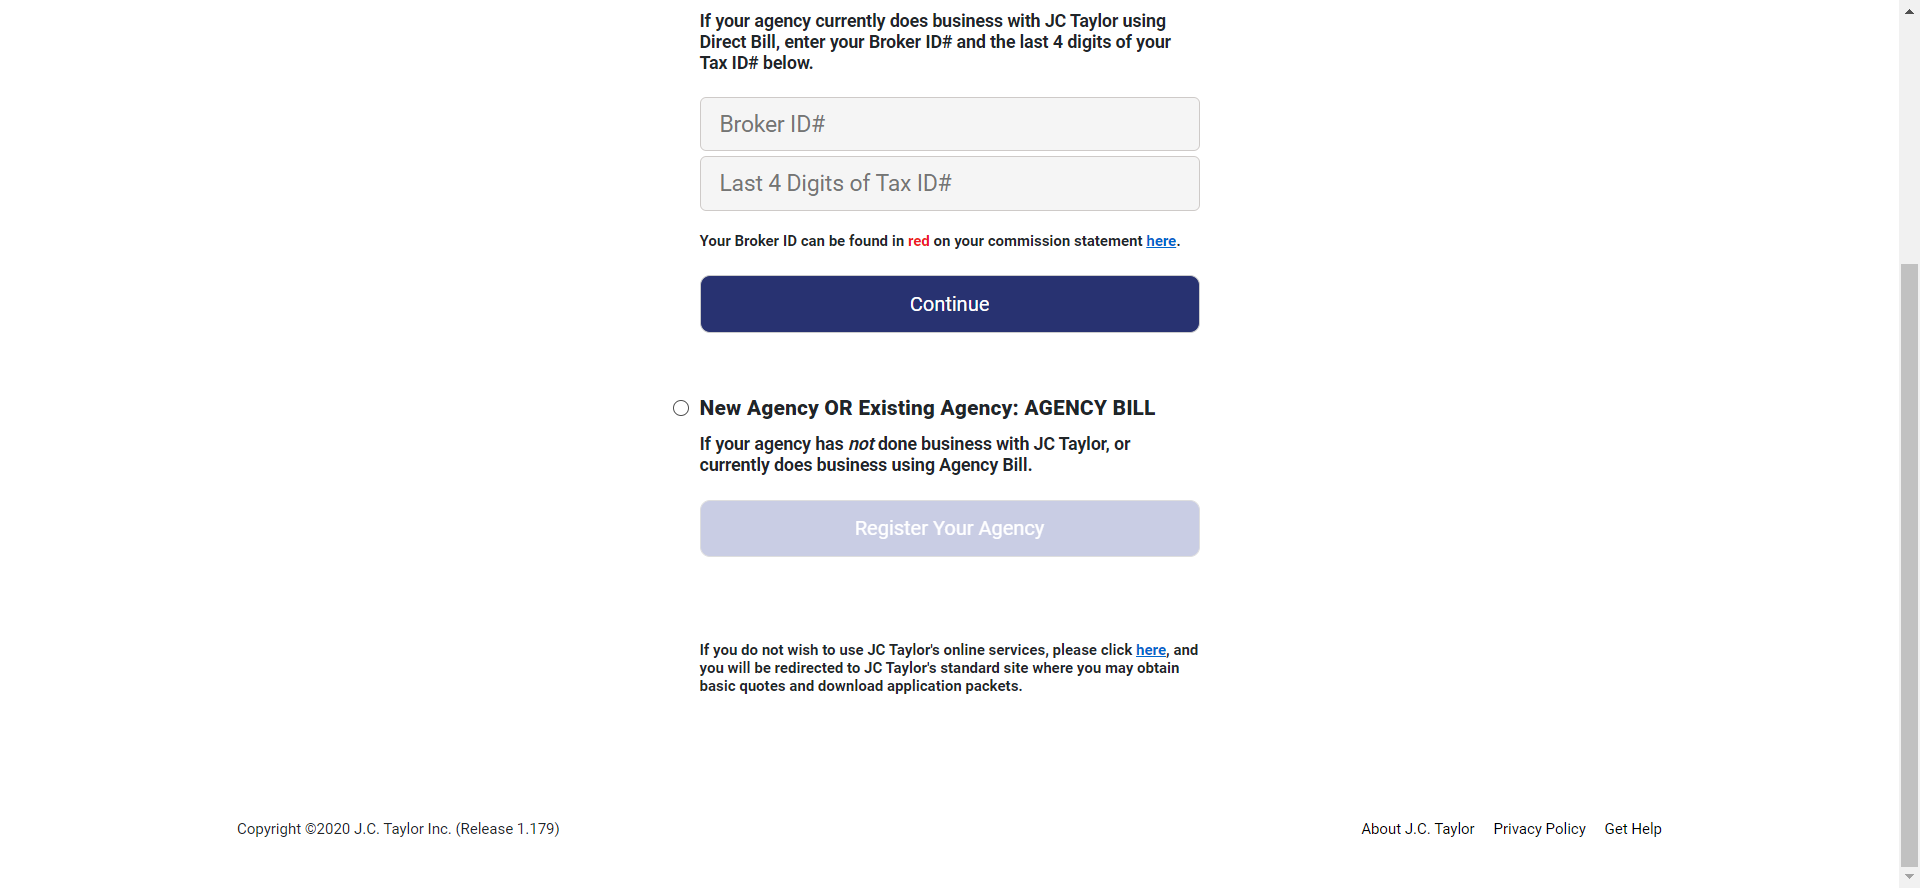 If your agency currently does business with JC Taylor using
Direct Bill, enter your Broker ID# and the last 4 digits of your
Tax ID# below.
Broker ID#
Last 4 Digits of Tax ID#
Your Broker ID can be found in red on your commission statement here.
Continue
New Agency OR Existing Agency: AGENCY BILL
If your agency has not done business with JC Taylor, or
currently does business using Agency Bill.
Register Your Agency
If you do not wish to use JC Taylor's online services, please click here, and
you will be redirected to JC Taylor's standard site where you may obtain
basic quotes and download application packets.
Copyright ©2020 J.C. Taylor Inc. (Release 1.179)
About J.C. Taylor Privacy Policy Get Help